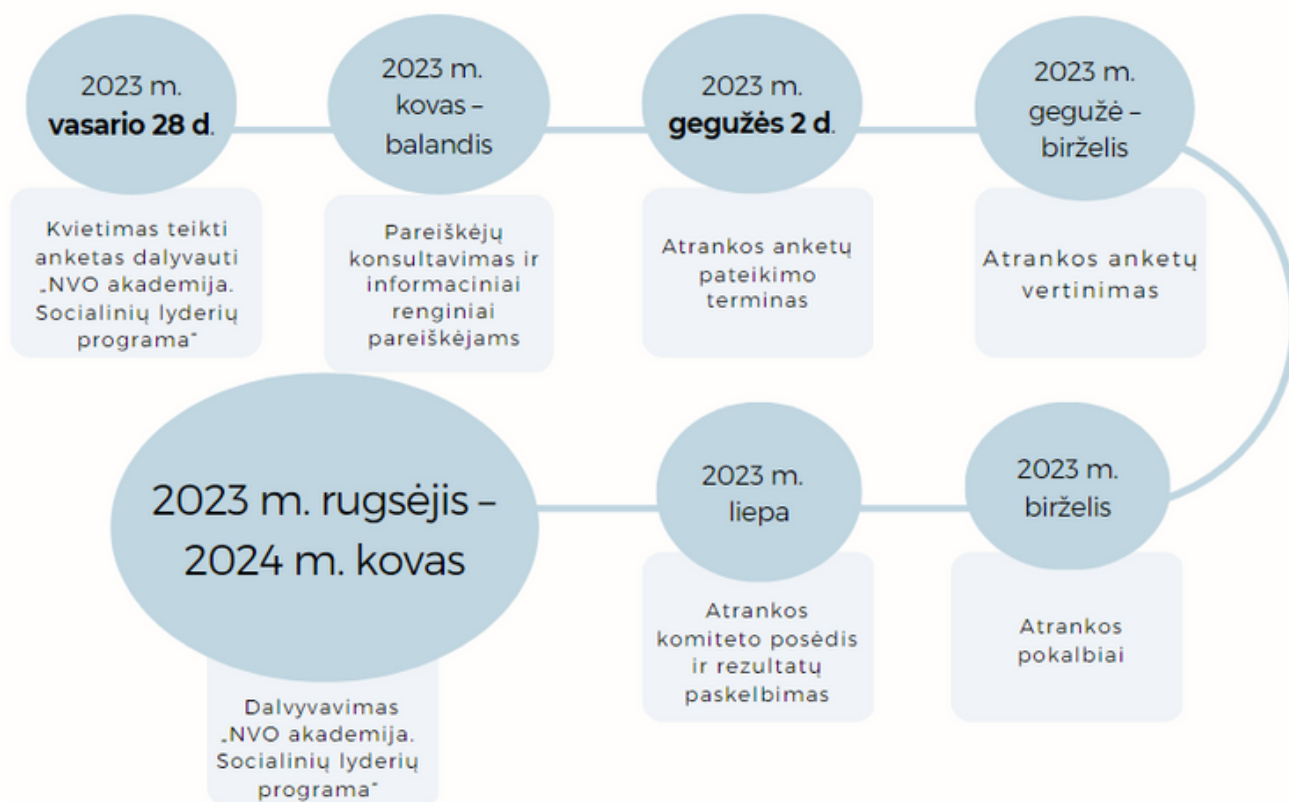 2023 m.
vasario 28 d.
Kvietimas teikti
anketas dalyvauti
„NVO akademija.
Socialinių lyderių
programa“
2023 m.
kovas –
balandis
Pareiškėjų
konsultavimas ir
informaciniai
renginiai
pareiškėjams
2023 m.
gegužės 2 d.
Atrankos anketų
pateikimo
terminas
2023 m.
gegužė –
birželis
Atrankos anketų
vertinimas
2023 m.
birželis
Atrankos
pokalbiai
2023 m.
liepa
Atrankos
komiteto posėdis
ir rezultatų
paskelbimas
2023 m. rugsėjis –
2024 m. kovas
Dalvyvavimas
„NVO akademija.
Socialinių lyderių
programa“